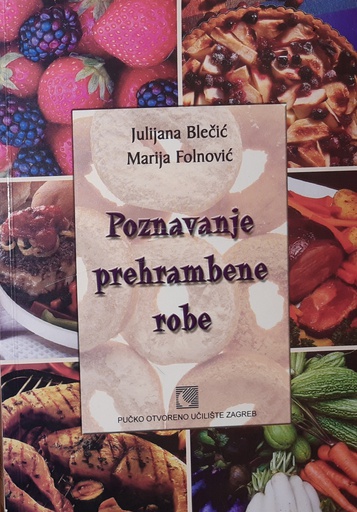 Julijana Blečić
Marija Folnović
Poznavanje
prehrambene
robe
PUČKO OTVORENO UČILIŠTE ZAGREB